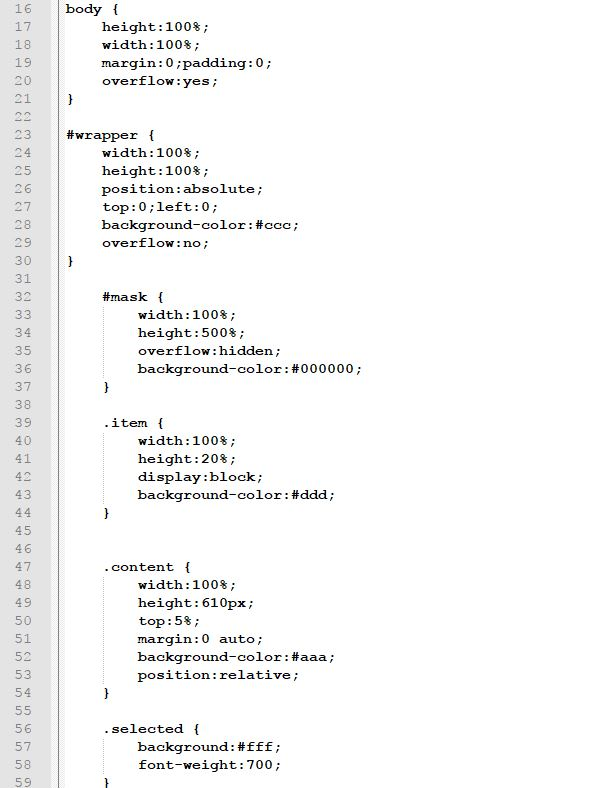 16 body {
17 height:100%;
18 width:100%;
19 margin:0;padding:0;
20 overflow:yes;
21 }
22
23 #wrapper {
24 width:100%;
25 height:100%;
26 position:absolute;
27 top:0;left:0;
28 background-color:#ccc;
29 overflow:no;
30 }
31
32 #mask {
33 width:100%;
34 height:500%;
35 overflow:hidden;
36 background-color:#000000;
37 }
38
39 .item {
40 width:100%;
41 height:20%;
42 display:block;
43 background-color:#ddd;
44 }
45
46
47 .content {
48 width:100%;
49 height:610px;
50 top:5%;
51 margin:0 auto;
52 background-color:#aaa;
53 position:relative;
54 }
55
56 .selected {
57 background:#fff;
58 font-weight:700;
59 }